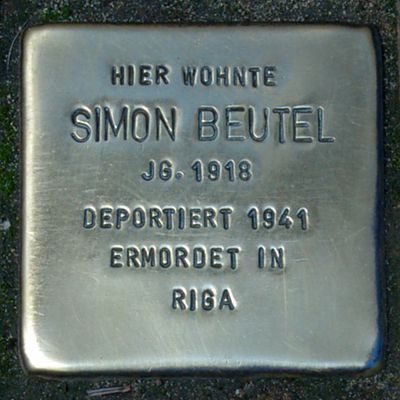 HIER WOHNTE
SIMON BEUTEL
JG. 1918
DEPORTIERT 1941
ERMORDET IN
RIGA